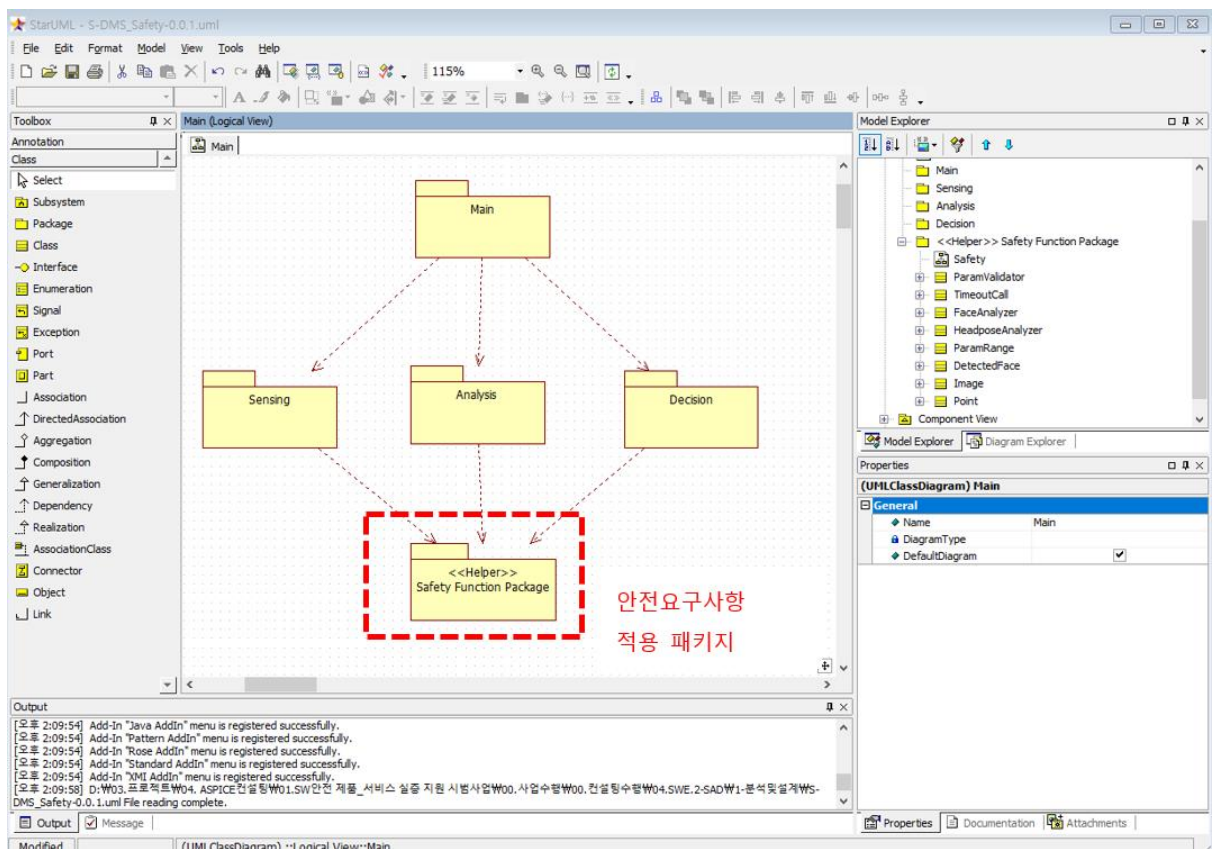 StarUML - S-DMS_Safety-0.0.1.uml
File Edit Format Model View Tools Help
115%
Toolbox
Annotation
Class
Select
Subsystem
Package
Class
Interface
Enumeration
Signal
Exception
Port
Part
Association
DirectedAssociation
Aggregation
Composition
Generalization
Dependency
Realization
AssociationClass
Connector
Object
Link
Main (Logical View)
Main
Main
Sensing
Analysis
Decision
<<Helper>>
Safety Function Package
안전요구사항
적용 패키지
Model Explorer
Main
Sensing
Analysis
Decision
<<Helper>> Safety Function Package
Safety
ParamValidator
TimeoutCall
FaceAnalyzer
HeadposeAnalyzer
ParamRange
DetectedFace
Image
Point
Component View
Model Explorer Diagram Explorer
Properties
(UMLClassDiagram) Main
General
Name Main
DiagramType
DefaultDiagram
Properties Documentation Attachments
Output
[오후 2:09:54] Add-In "Java AddIn" menu is registered successfully.
[오후 2:09:54] Add-In "Pattern AddIn" menu is registered successfully.
[오후 2:09:54] Add-In "Rose AddIn" menu is registered successfully.
[오후 2:09:54] Add-In "Standard AddIn" menu is registered successfully.
[오후 2:09:54] Add-In "XMI AddIn" menu is registered successfully.
[오후 2:09:58] D:₩03.프로젝트₩04. ASPICE컨설팅₩01.SW안전 제품_서비스 실증 지원 시범사업₩00.사업수행₩00.컨설팅수행₩04.SWE.2-SAD₩1-분석및설계₩S-
DMS_Safety-0.0.1.uml File reading complete.
Output Message
Modified (UMLClassDiagram) ::Logical View::Main